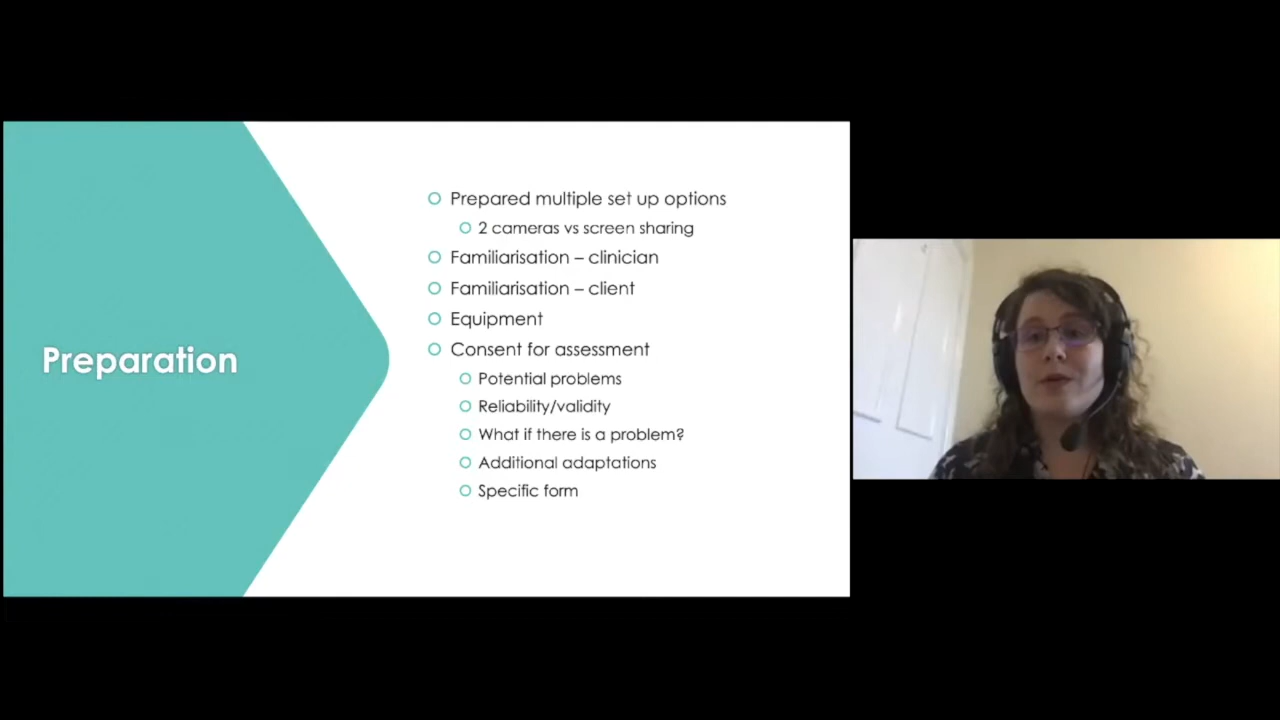 Preparation
Prepared multiple set up options
2 cameras vs screen sharing
Familiarisation – clinician
Familiarisation – client
Equipment
Consent for assessment
Potential problems
Reliability/validity
What if there is a problem?
Additional adaptations
Specific form